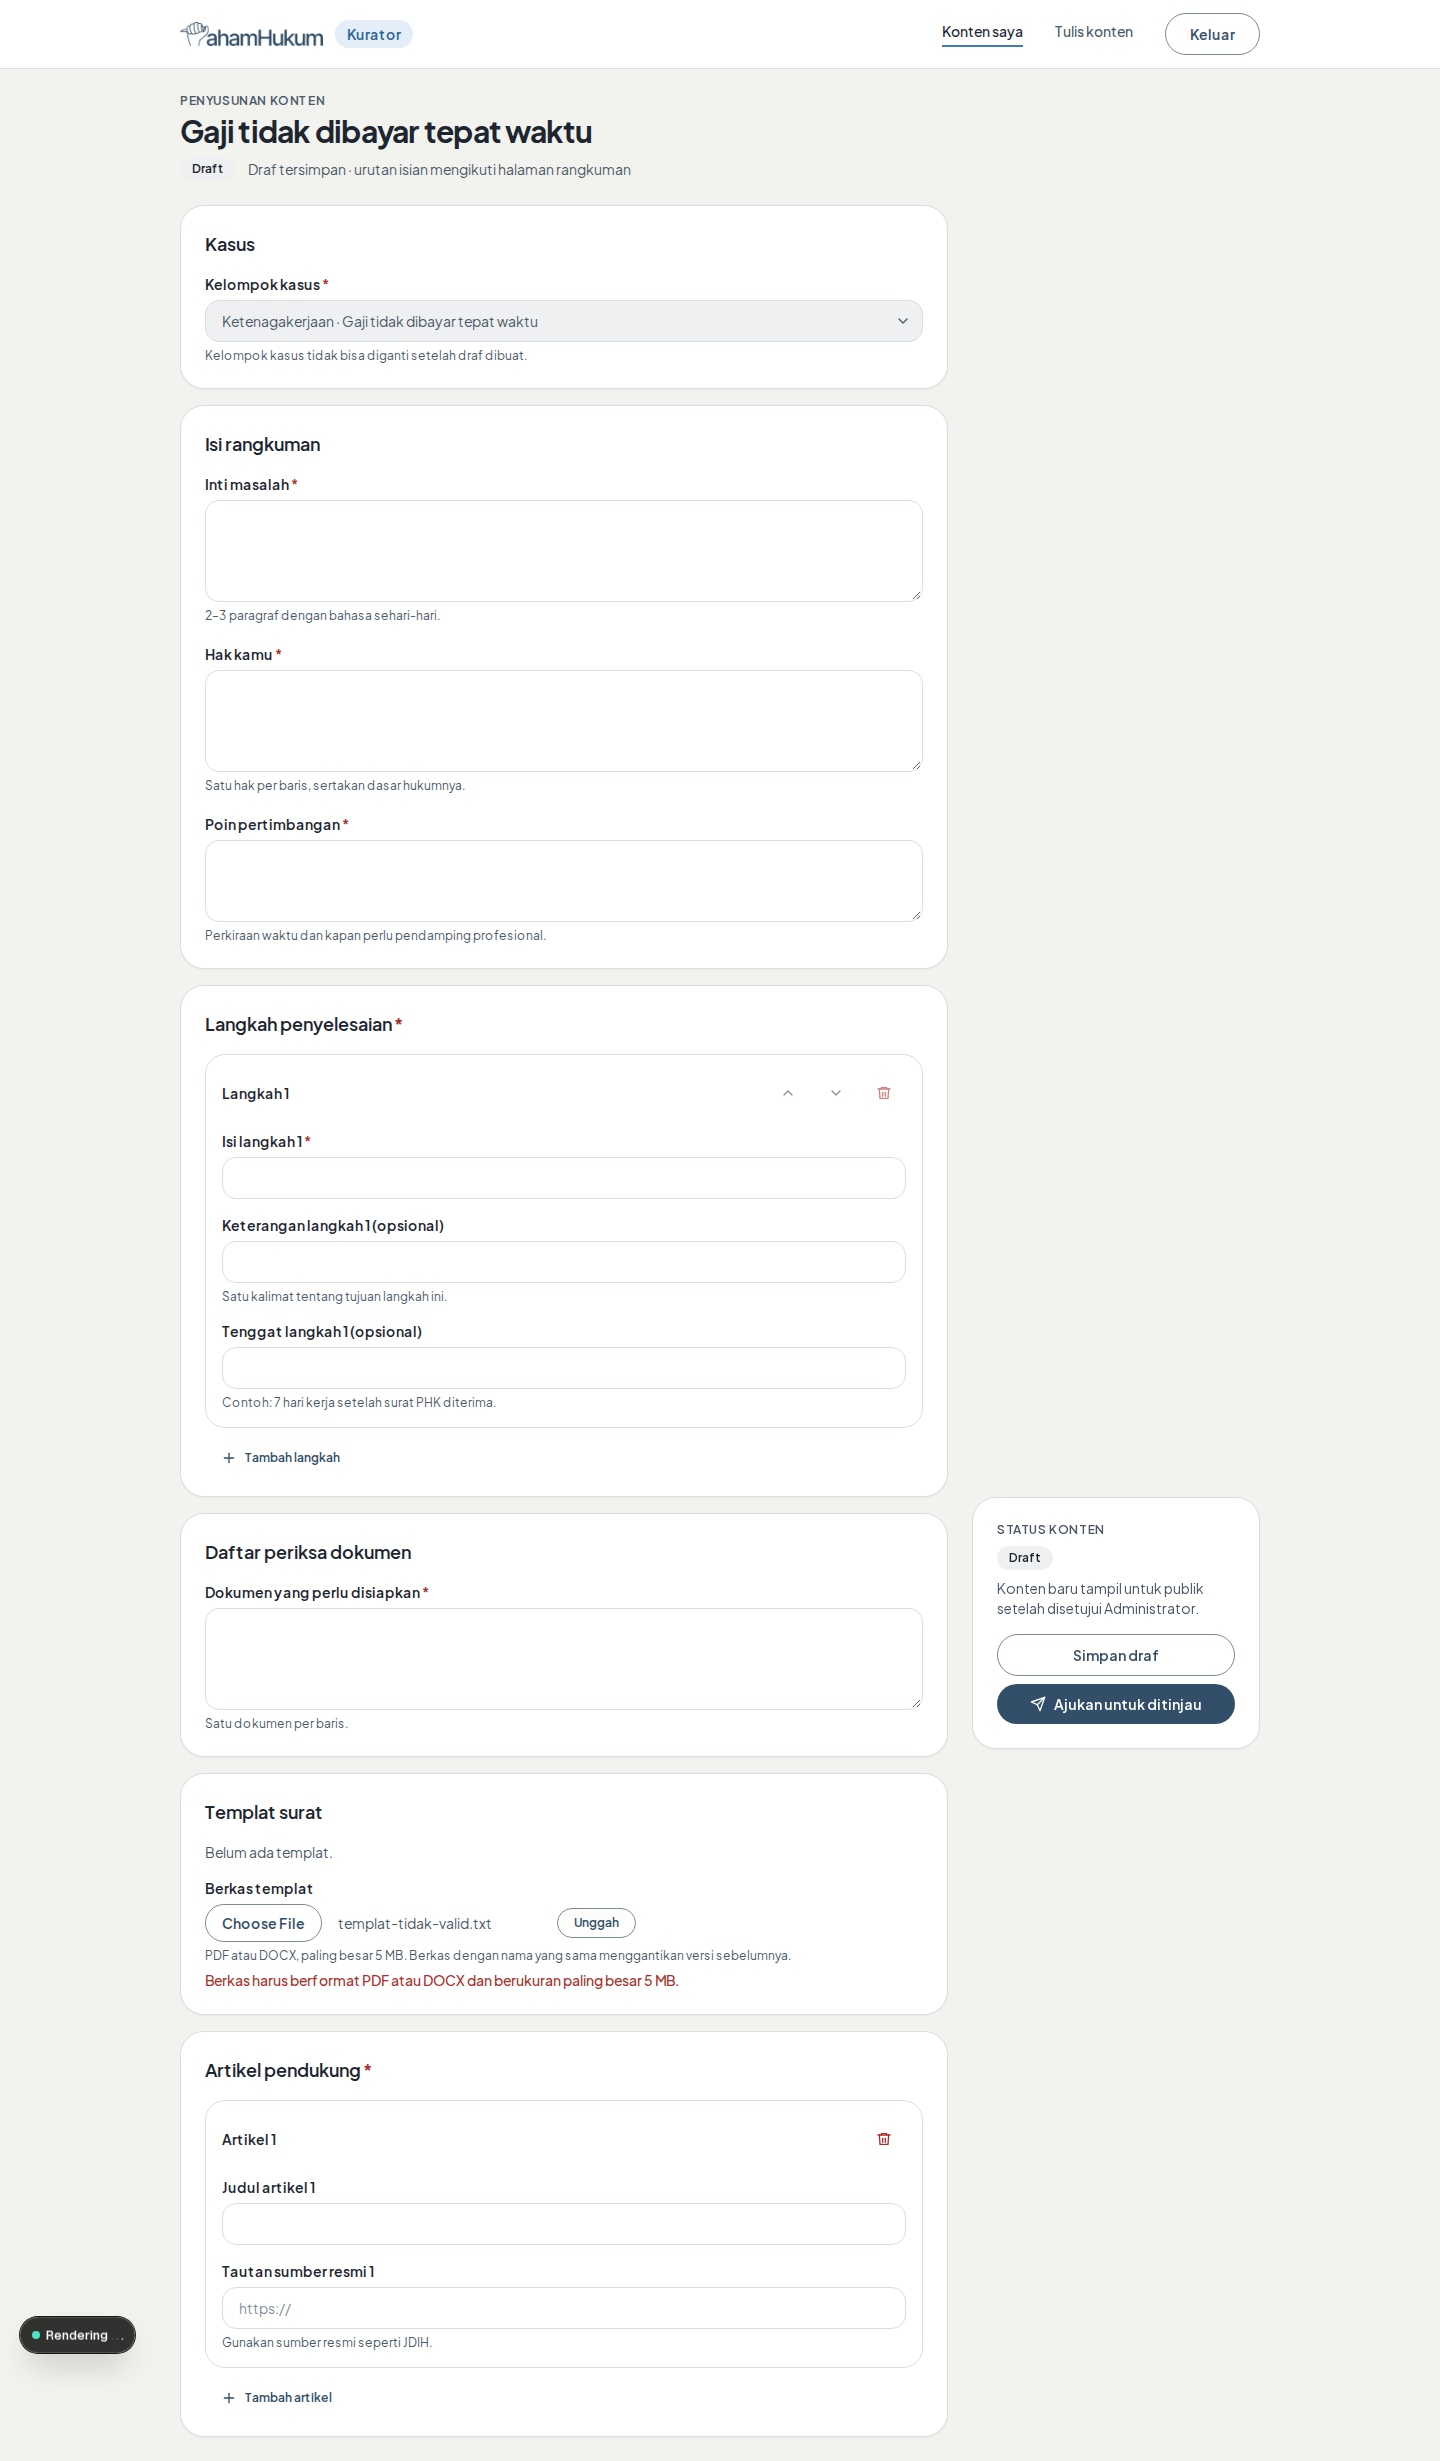 ahamHukum
Kurator
Konten saya
Tulis konten
Keluar
PENYUSUNAN KONTEN
Gaji tidak dibayar tepat waktu
Draft
Draf tersimpan · urutan isian mengikuti halaman rangkuman
Kasus
Kelompok kasus *
Ketenagakerjaan · Gaji tidak dibayar tepat waktu
Kelompok kasus tidak bisa diganti setelah draf dibuat.
Isi rangkuman
Inti masalah *
2–3 paragraf dengan bahasa sehari-hari.
Hak kamu *
Satu hak per baris, sertakan dasar hukumnya.
Poin pertimbangan *
Perkiraan waktu dan kapan perlu pendamping profesional.
Langkah penyelesaian *
Langkah 1
Isi langkah 1 *
Keterangan langkah 1 (opsional)
Satu kalimat tentang tujuan langkah ini.
Tenggat langkah 1 (opsional)
Contoh: 7 hari kerja setelah surat PHK diterima.
Tambah langkah
STATUS KONTEN
Draft
Konten baru tampil untuk publik
setelah disetujui Administrator.
Simpan draf
Ajukan untuk ditinjau
Daftar periksa dokumen
Dokumen yang perlu disiapkan *
Satu dokumen per baris.
Templat surat
Belum ada templat.
Berkas templat
Choose File
templat-tidak-valid.txt
Unggah
PDF atau DOCX, paling besar 5 MB. Berkas dengan nama yang sama menggantikan versi sebelumnya.
Berkas harus berformat PDF atau DOCX dan berukuran paling besar 5 MB.
Artikel pendukung *
Artikel 1
Judul artikel 1
Tautan sumber resmi 1
https://
Gunakan sumber resmi seperti JDIH.
Tambah artikel
Rendering ...